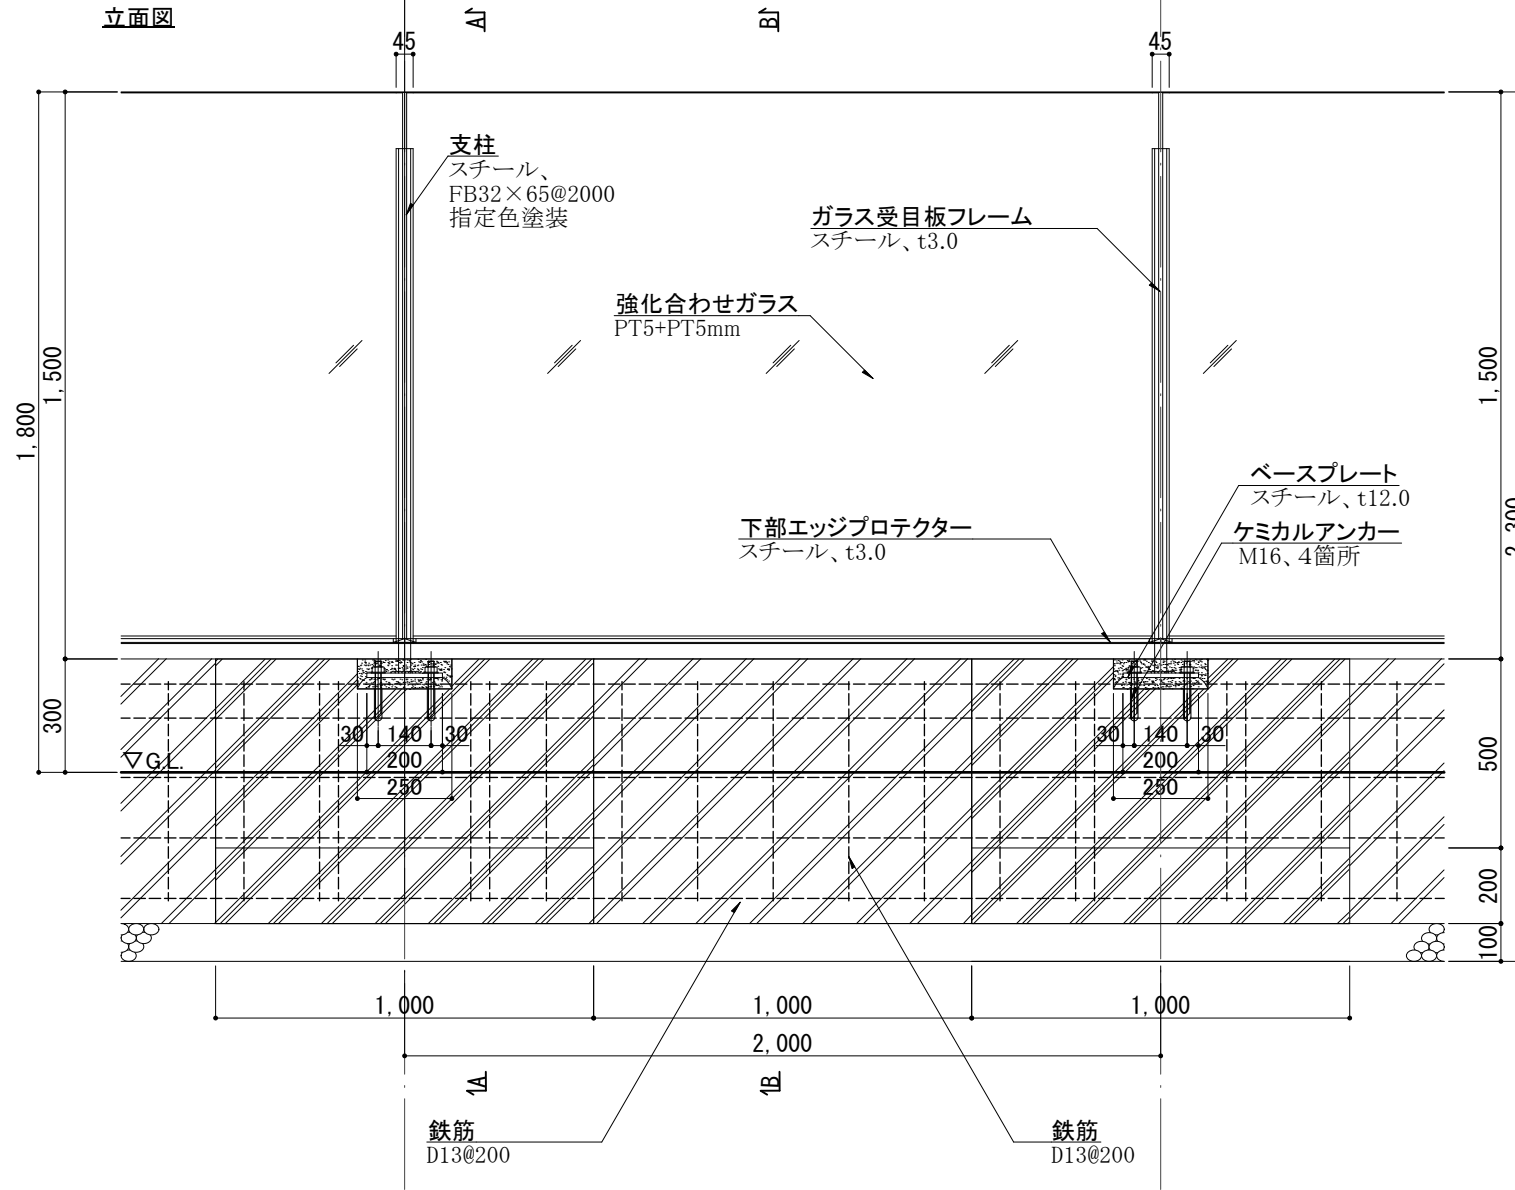 立面図
A
B
45
45
支柱
スチール、
FB32×65@2000
指定色塗装
ガラス受目板フレーム
スチール、t3.0
強化合わせガラス
PT5+PT5mm
1,500
1,800
1,500
ベースプレート
スチール、t12.0
下部エッジプロテクター
スチール、t3.0
ケミカルアンカー
M16、4箇所
300
▽G.L.
30 140 30
200
250
30 140 30
200
250
500
200
100
1,000
1,000
1,000
2,000
1A
1B
鉄筋
D13@200
鉄筋
D13@200